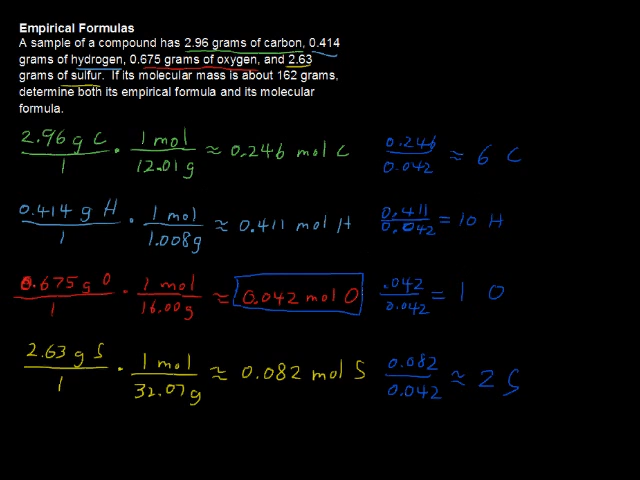 Empirical Formulas
A sample of a compound has 2.96 grams of carbon, 0.414
grams of hydrogen, 0.675 grams of oxygen, and 2.63
grams of sulfur. If its molecular mass is about 162 grams,
determine both its empirical formula and its molecular
formula.
2.96 g C / 1 · 1 mol / 12.01 g ≈ 0.246 mol C 0.246 / 0.042 ≈ 6 C
0.414 g H / 1 · 1 mol / 1.008 g ≈ 0.411 mol H 0.411 / 0.042 = 10 H
0.675 g O / 1 · 1 mol / 16.00 g ≈ 0.042 mol O .042 / 0.042 = 1 O
2.63 g S / 1 · 1 mol / 32.07 g ≈ 0.082 mol S 0.082 / 0.042 ≈ 2 S